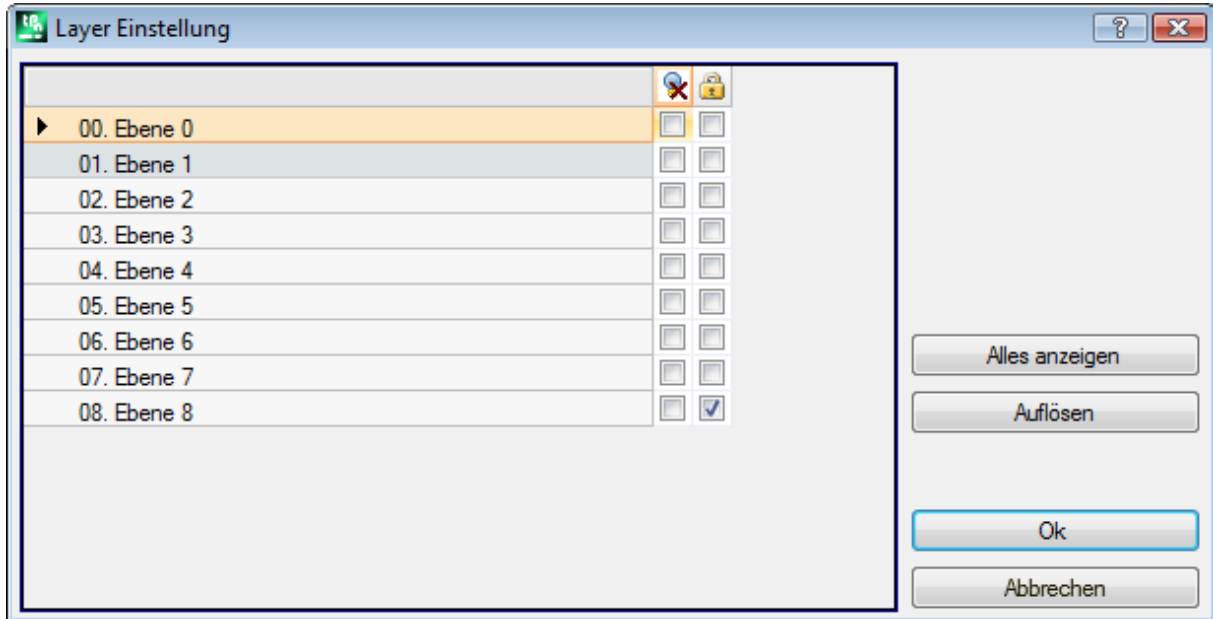 Layer Einstellung
00. Ebene 0
01. Ebene 1
02. Ebene 2
03. Ebene 3
04. Ebene 4
05. Ebene 5
06. Ebene 6
07. Ebene 7
08. Ebene 8
Alles anzeigen
Auflösen
Ok
Abbrechen